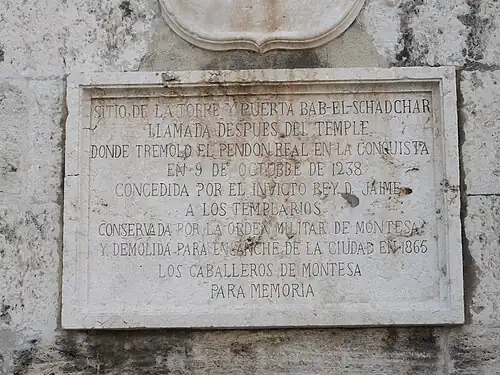 SITIO DE LA TORRE Y PUERTA BAB-EL-SCHADCHAR
LLAMADA DESPUES DEL TEMPLE
DONDE TREMOLO EL PENDON REAL EN LA CONQUISTA
EN 9 DE OCTUBRE DE 1238
CONCEDIDA POR EL INVICTO REY D. JAIME
A LOS TEMPLARIOS
CONSERVADA POR LA ORDEN MILITAR DE MONTESA
Y DEMOLIDA PARA ENSANCHE DE LA CIUDAD EN 1865
LOS CABALLEROS DE MONTESA
PARA MEMORIA